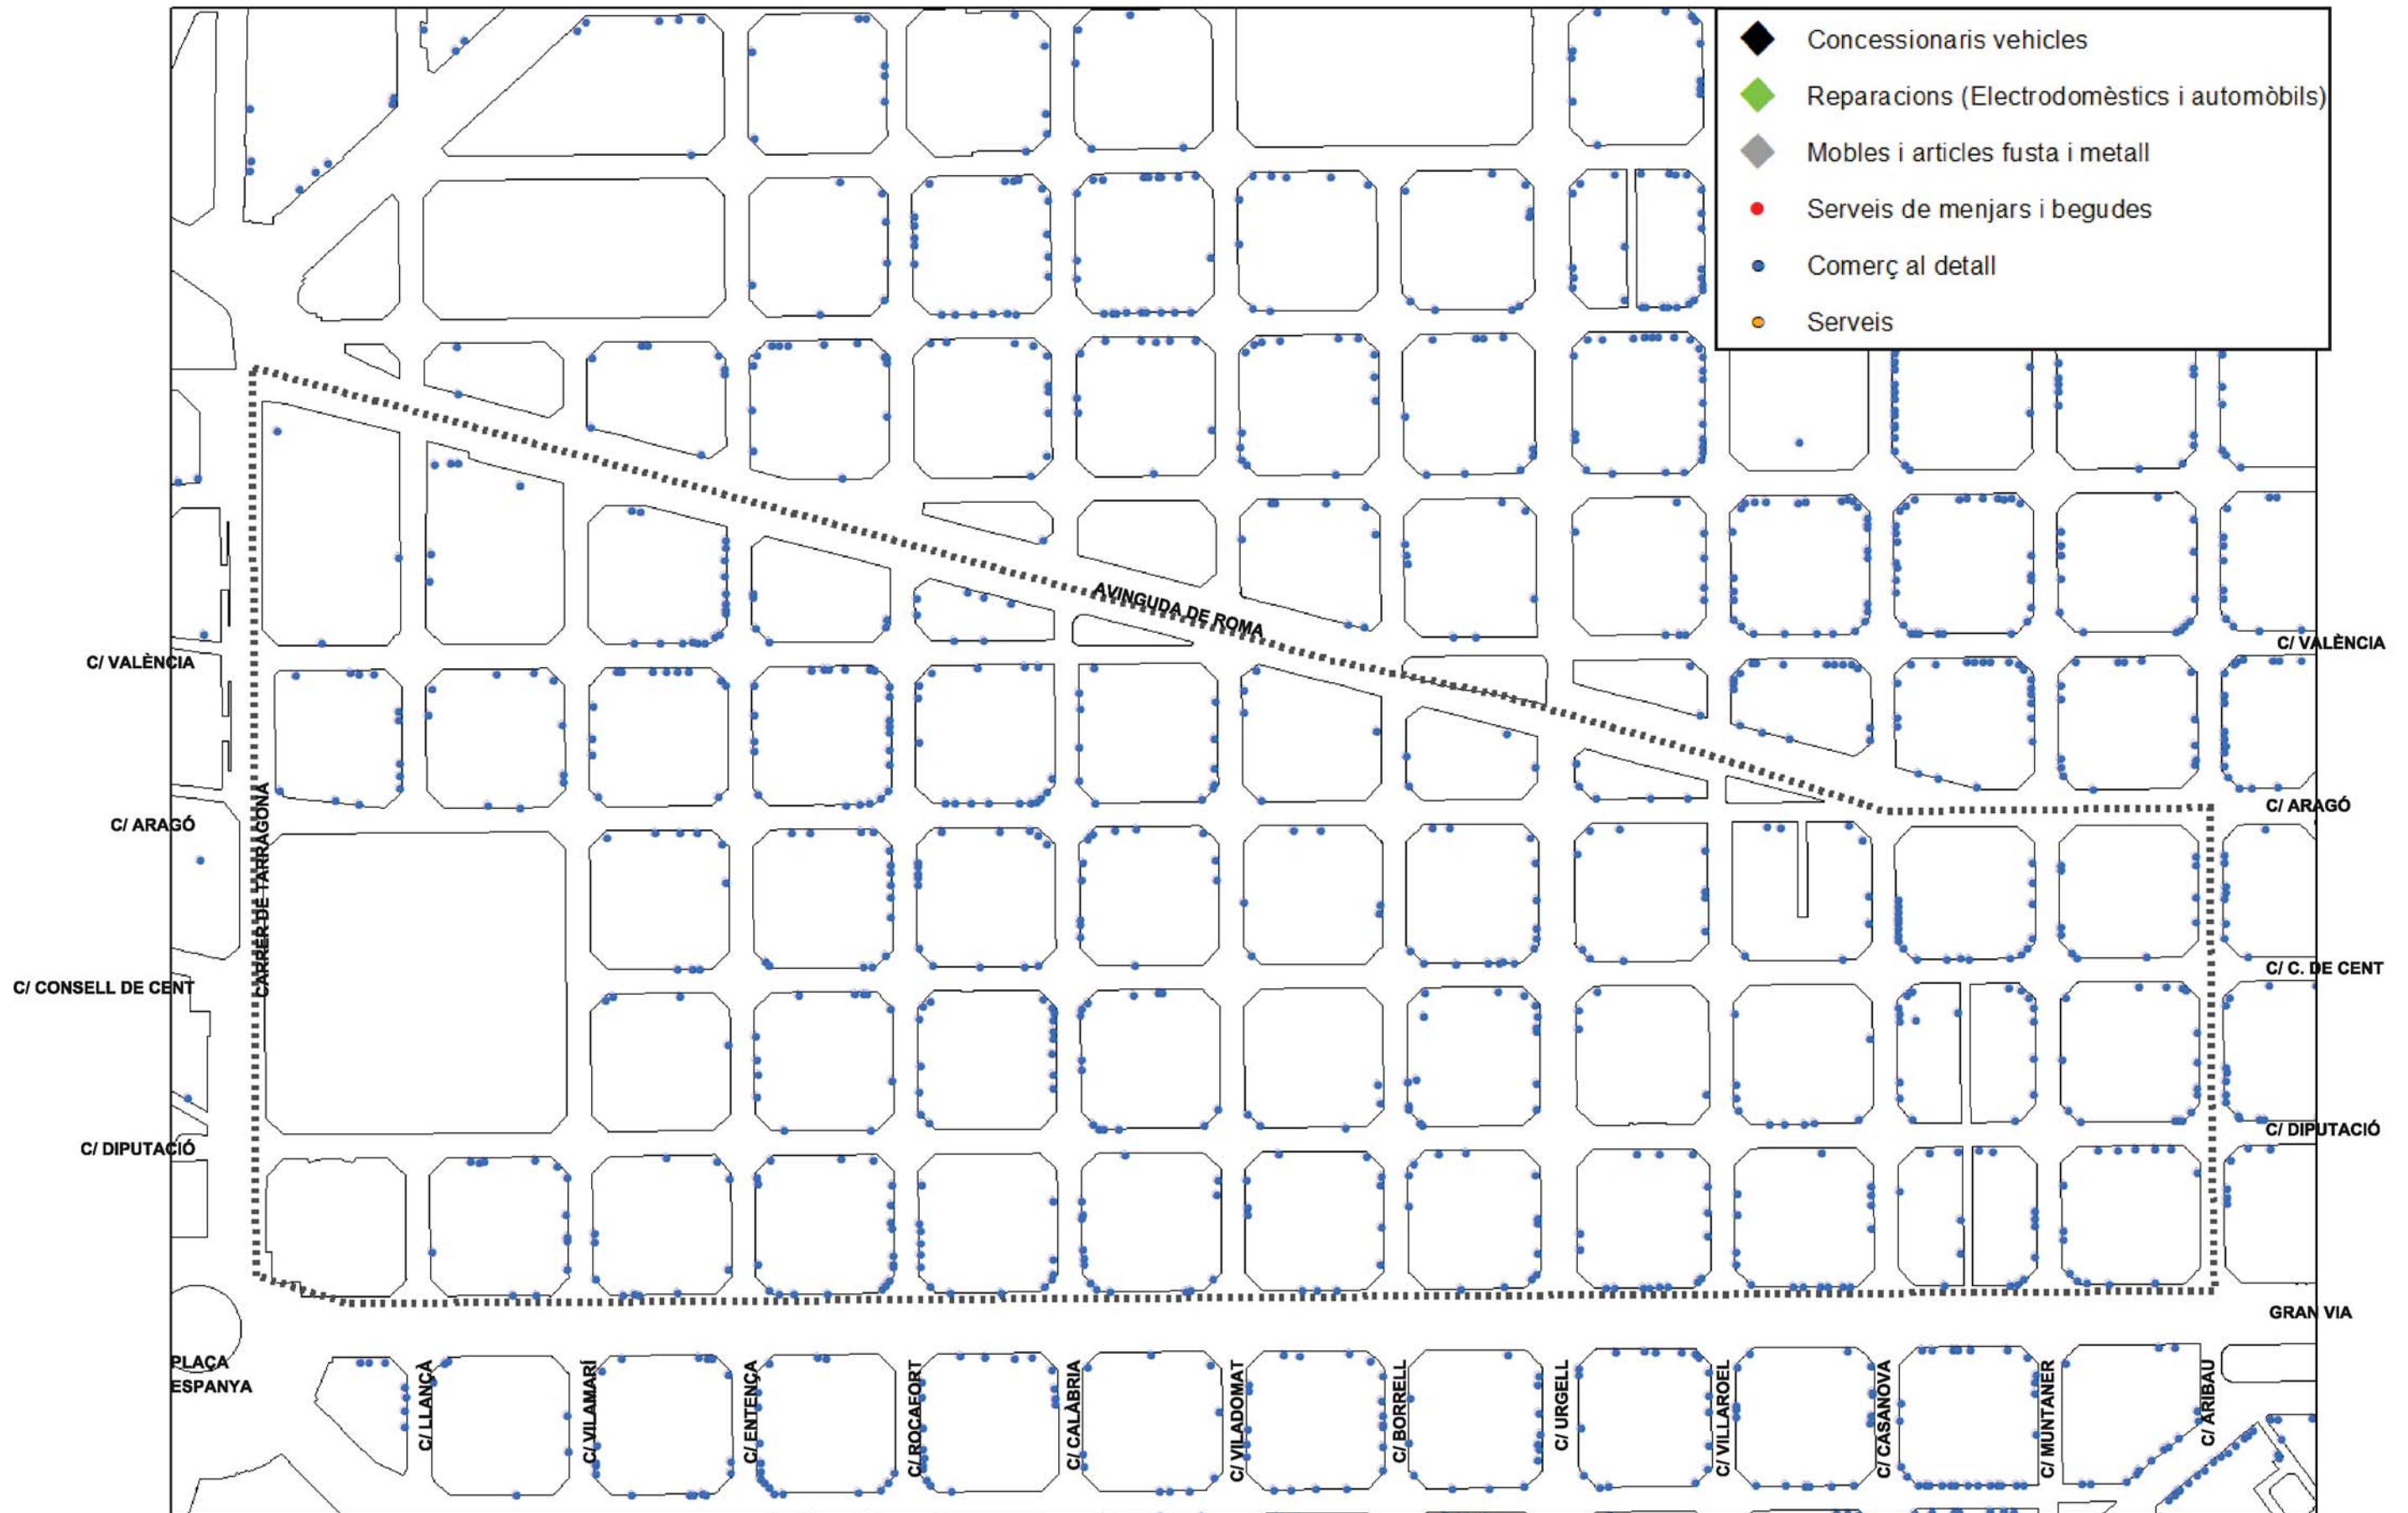 Concessionaris vehicles
Reparacions (Electrodomèstics i automòbils)
Mobles i articles fusta i metall
Serveis de menjars i begudes
Comerç al detall
Serveis
AVINGUDA DE ROMA
C/ VALÈNCIA
C/ VALÈNCIA
C/ ARAGÓ
C/ ARAGÓ
CARRER DE TARRAGONA
C/ CONSELL DE CENT
C/ C. DE CENT
C/ DIPUTACIÓ
C/ DIPUTACIÓ
GRAN VIA
PLAÇA
ESPANYA
C/ LLANÇÀ
C/ VILAMARÍ
C/ ENTENÇA
C/ ROCAFORT
C/ CALÀBRIA
C/ VILADOMAT
C/ BORRELL
C/ URGELL
C/ VILLAROEL
C/ CASANOVA
C/ MUNTANER
C/ ARIBAU